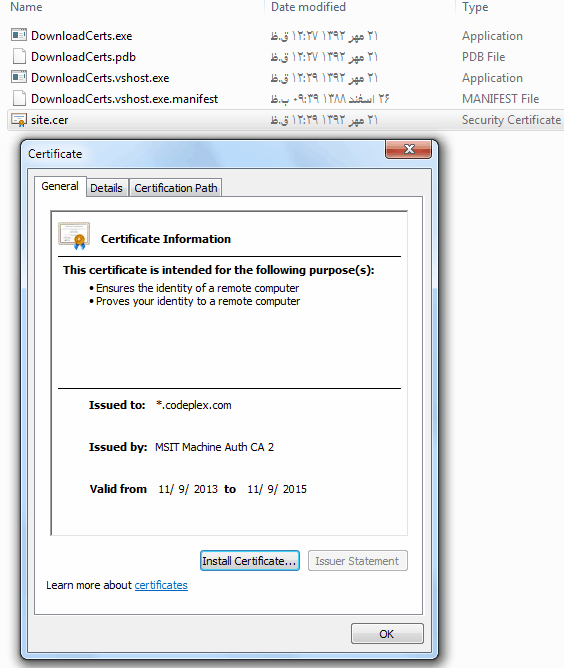 Name Date modified Type
DownloadCerts.exe ۲۱ مهر ۱۳۹۲ ۱۲:۲۷ ق.ظ Application
DownloadCerts.pdb ۲۱ مهر ۱۳۹۲ ۱۲:۲۷ ق.ظ PDB File
DownloadCerts.vshost.exe ۲۱ مهر ۱۳۹۲ ۱۲:۲۹ ق.ظ Application
DownloadCerts.vshost.exe.manifest ۲۶ اسفند ۱۳۸۸ ۰۹:۳۹ ب.ظ MANIFEST File
site.cer ۲۱ مهر ۱۳۹۲ ۱۲:۲۹ ق.ظ Security Certificate
Certificate
General Details Certification Path
Certificate Information
This certificate is intended for the following purpose(s):
• Ensures the identity of a remote computer
• Proves your identity to a remote computer
Issued to: *.codeplex.com
Issued by: MSIT Machine Auth CA 2
Valid from 11/ 9/ 2013 to 11/ 9/ 2015
Install Certificate... Issuer Statement
Learn more about certificates
OK